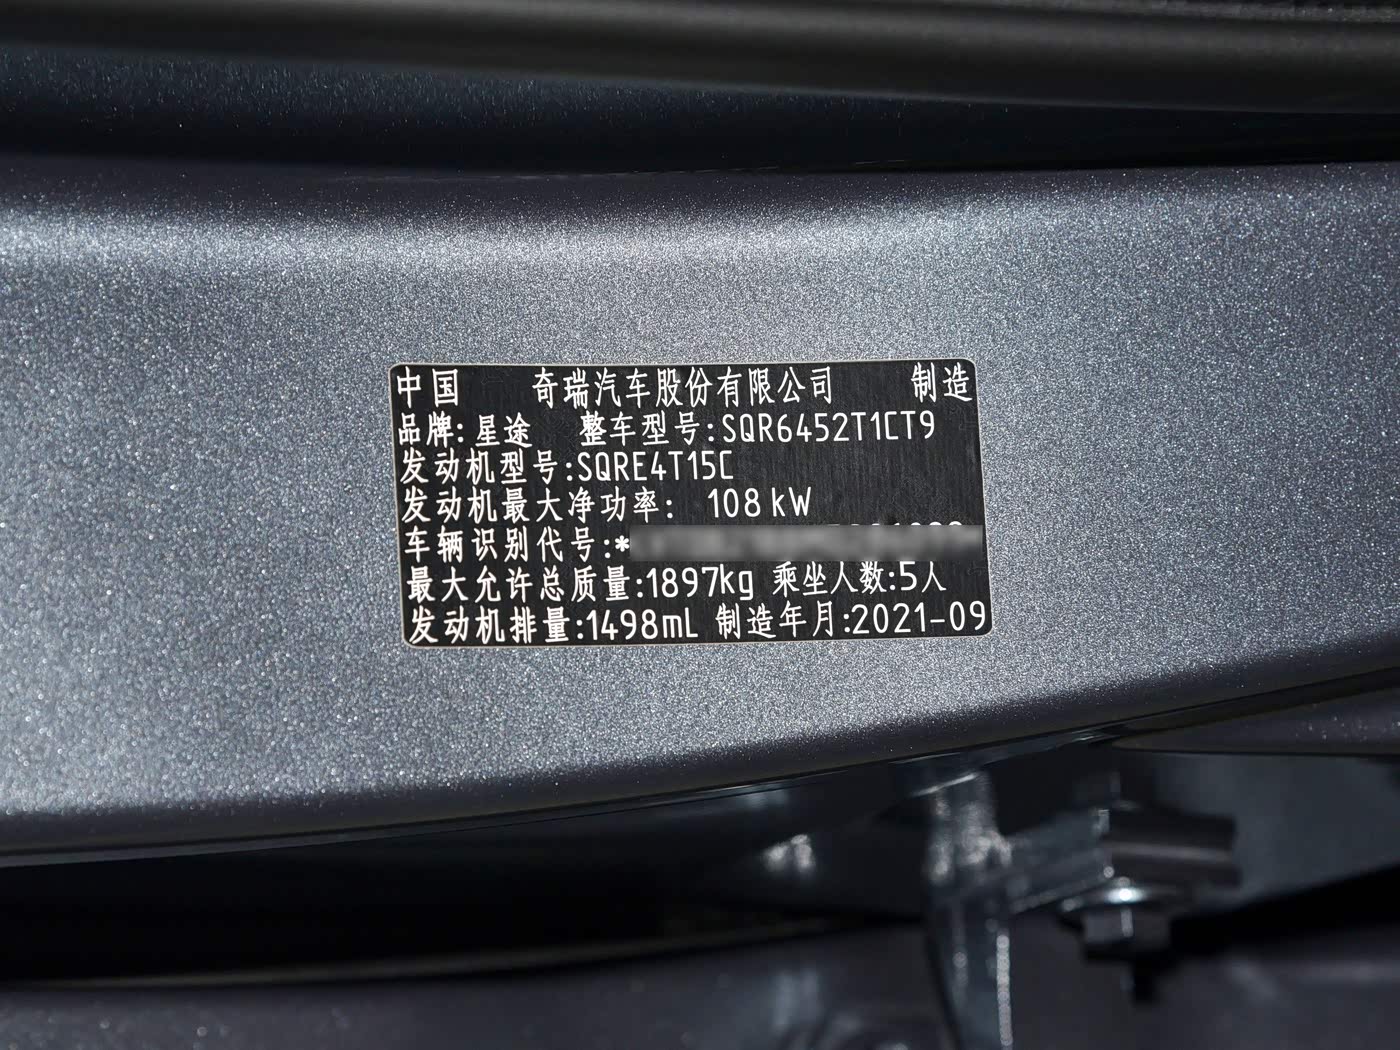 中国 奇瑞汽车股份有限公司 制造
品牌:星途 整车型号:SQR6452T1CT9
发动机型号:SQRE4T15C
发动机最大净功率: 108kW
车辆识别代号:*
最大允许总质量:1897kg 乘坐人数:5人
发动机排量:1498mL 制造年月:2021-09